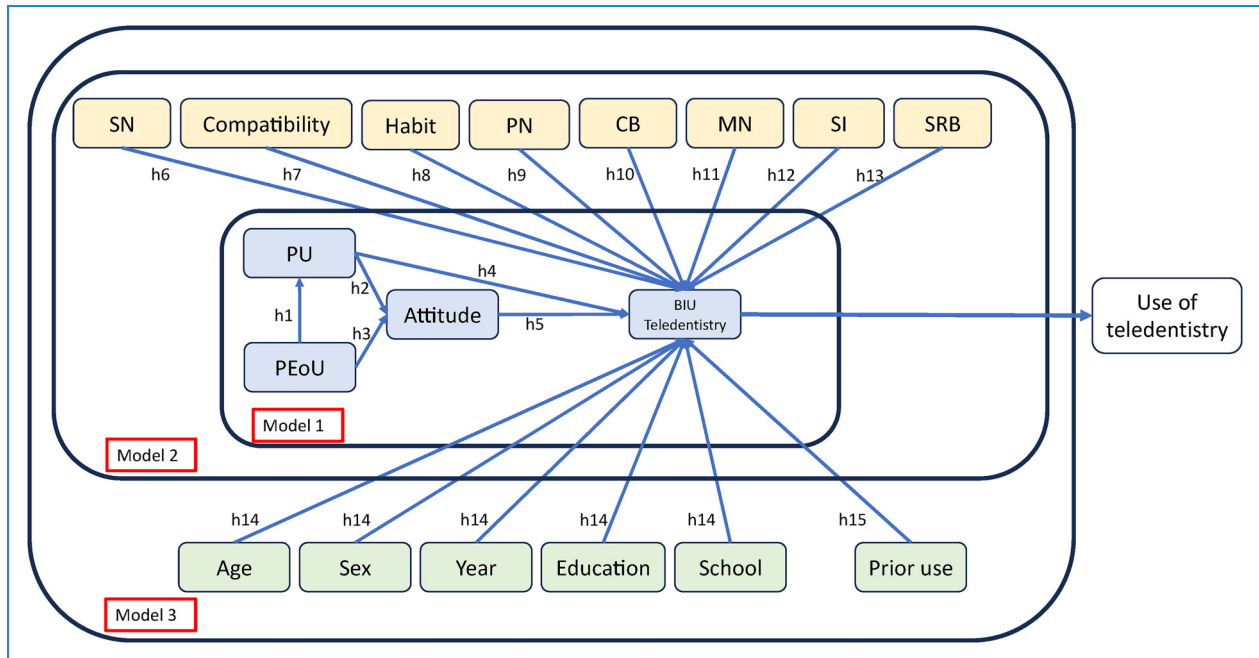 SN
Compatibility
Habit
PN
CB
MN
SI
SRB
h6
h7
h8
h9
h10
h11
h12
h13
PU
h4
h2
h1
Attitude
h5
BIU
Teledentistry
Use of
teledentistry
h3
PEoU
Model 1
Model 2
h14
h14
h14
h14
h14
h15
Age
Sex
Year
Education
School
Prior use
Model 3